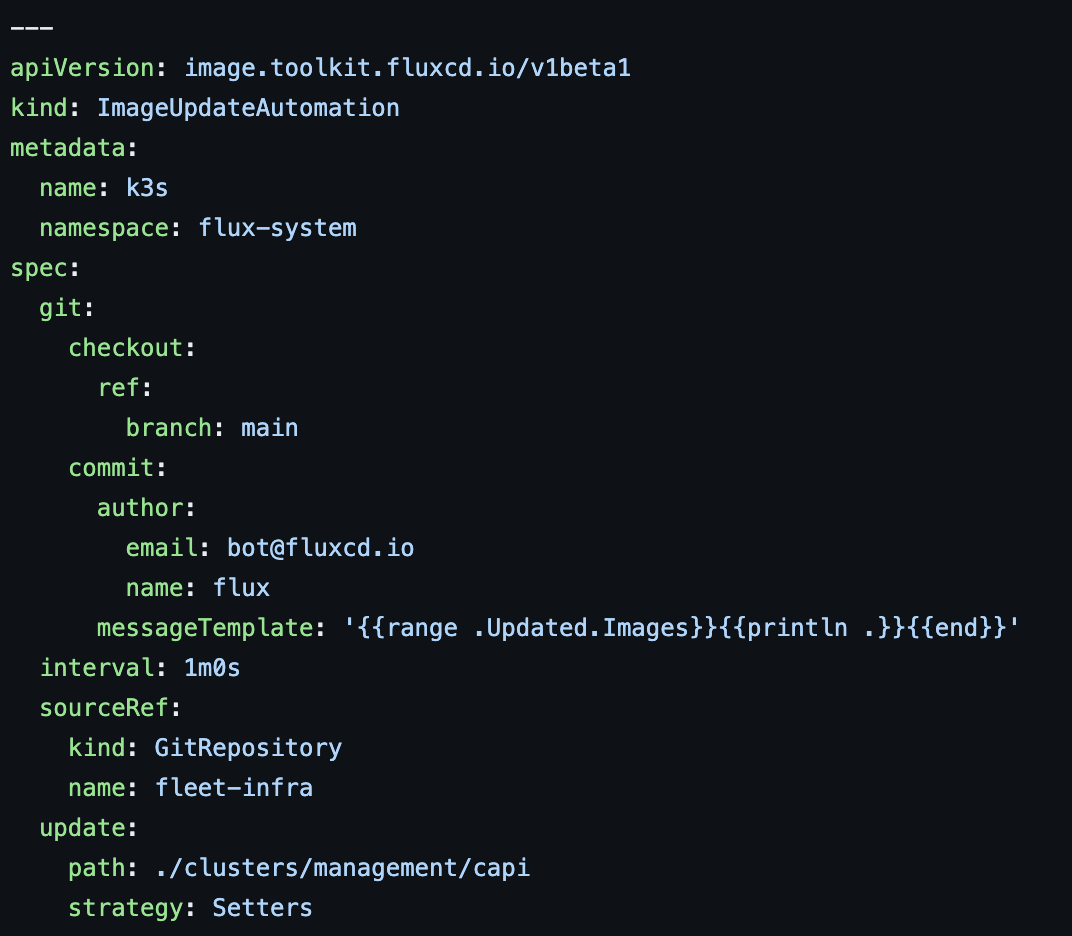 ---
apiVersion: image.toolkit.fluxcd.io/v1beta1
kind: ImageUpdateAutomation
metadata:
  name: k3s
  namespace: flux-system
spec:
  git:
    checkout:
      ref:
        branch: main
    commit:
      author:
        email: bot@fluxcd.io
        name: flux
      messageTemplate: '{{range .Updated.Images}}{{println .}}{{end}}'
  interval: 1m0s
  sourceRef:
    kind: GitRepository
    name: fleet-infra
  update:
    path: ./clusters/management/capi
    strategy: Setters